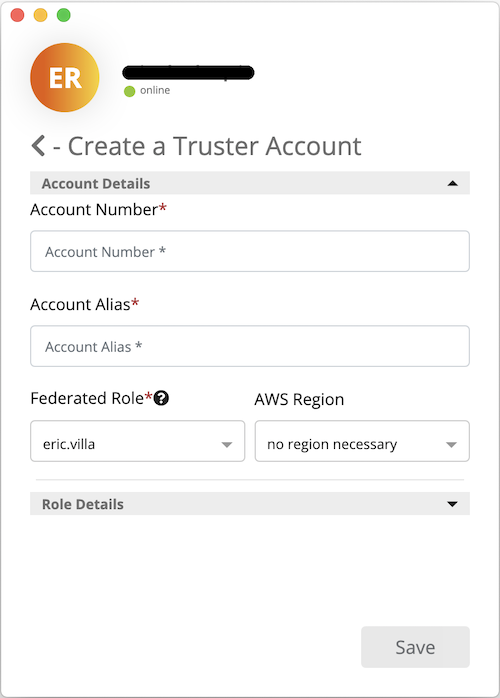 ER
online
- Create a Truster Account
Account Details
Account Number*
Account Number *
Account Alias*
Account Alias *
Federated Role*? AWS Region
eric.villa no region necessary
Role Details
Save